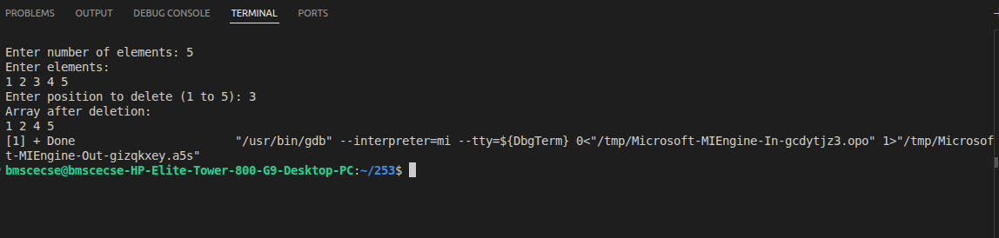 PROBLEMS OUTPUT DEBUG CONSOLE TERMINAL PORTS
Enter number of elements: 5
Enter elements:
1 2 3 4 5
Enter position to delete (1 to 5): 3
Array after deletion:
1 2 4 5
[1] + Done                       "/usr/bin/gdb" --interpreter=mi --tty=${DbgTerm} 0<"/tmp/Microsoft-MIEngine-In-gcdytjz3.opo" 1>"/tmp/Microsof
t-MIEngine-Out-gizqkxey.a5s"
bmscecse@bmscecse-HP-Elite-Tower-800-G9-Desktop-PC:~/253$